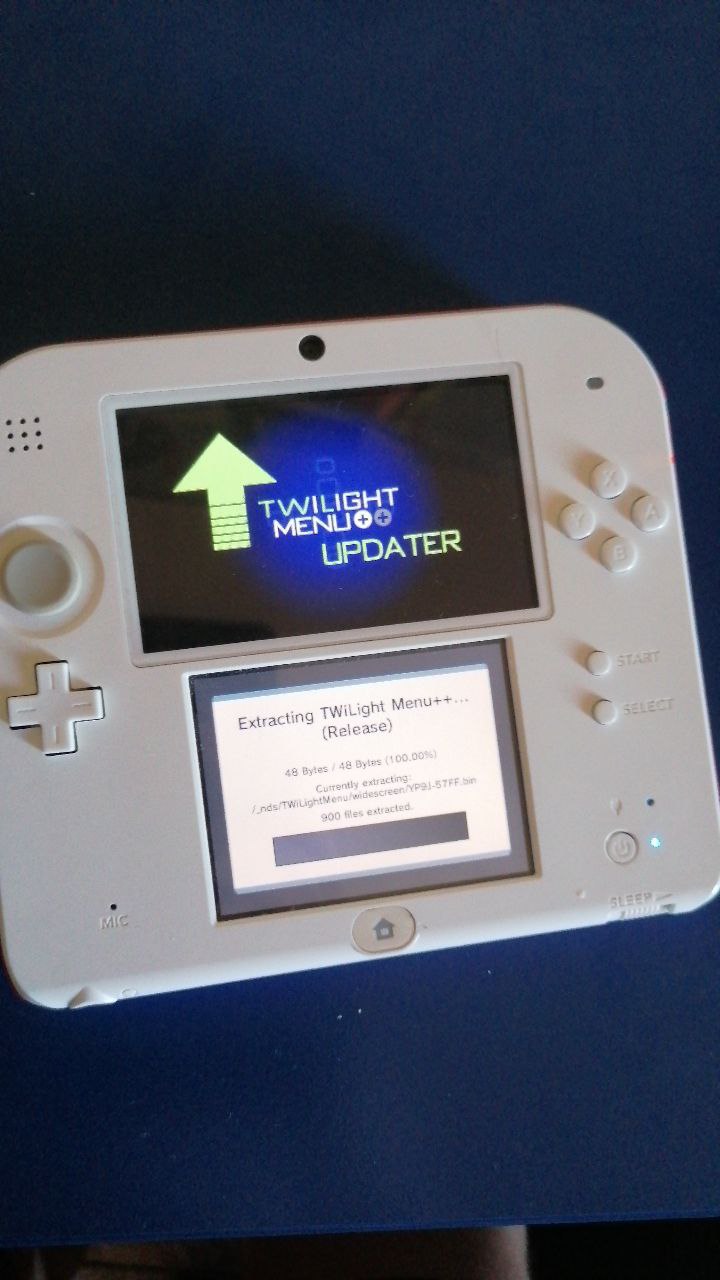 TWILIGHT
MENU++
UPDATER
X
Y
A
B
START
SELECT
Extracting TWiLight Menu++...
(Release)
48 Bytes / 48 Bytes (100.00%)
Currently extracting:
/_nds/TWiLightMenu/widescreen/YP9J-57FF.bin
900 files extracted.
MIC
SLEEP